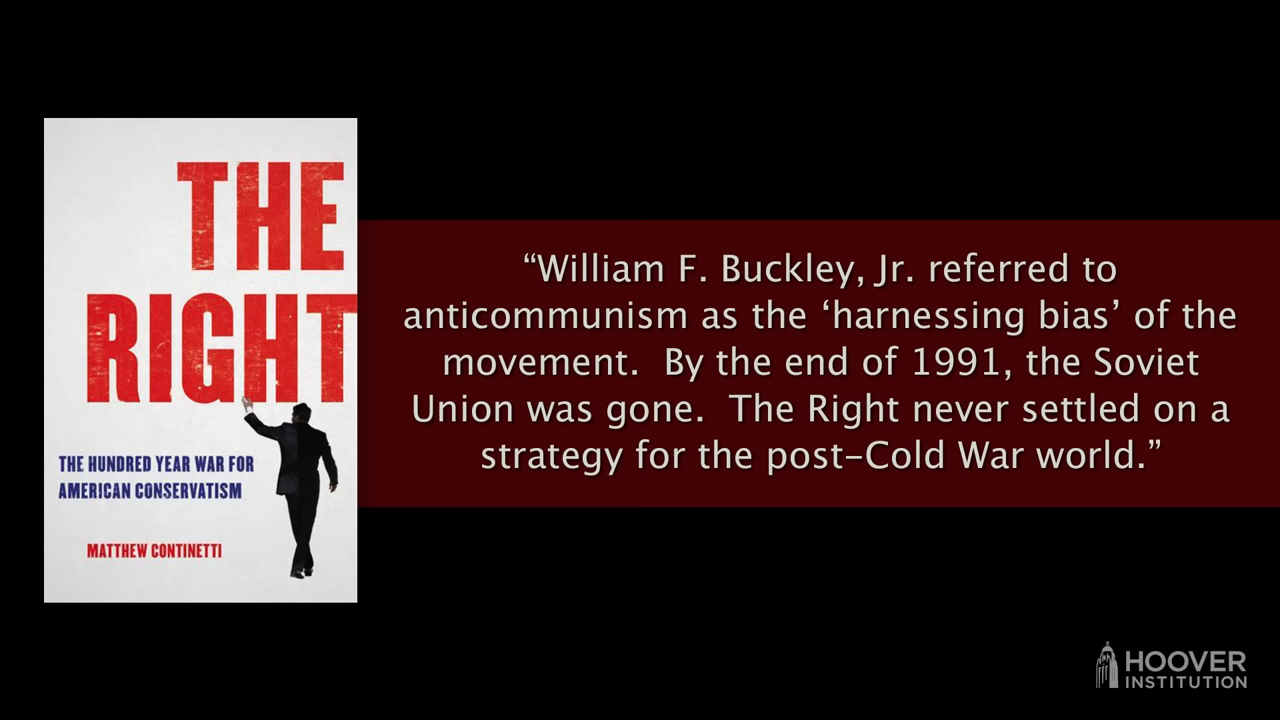 THE
RIGHT
THE HUNDRED YEAR WAR FOR
AMERICAN CONSERVATISM
MATTHEW CONTINETTI
“William F. Buckley, Jr. referred to
anticommunism as the ‘harnessing bias’ of the
movement.  By the end of 1991, the Soviet
Union was gone.  The Right never settled on a
strategy for the post–Cold War world.”
HOOVER
INSTITUTION